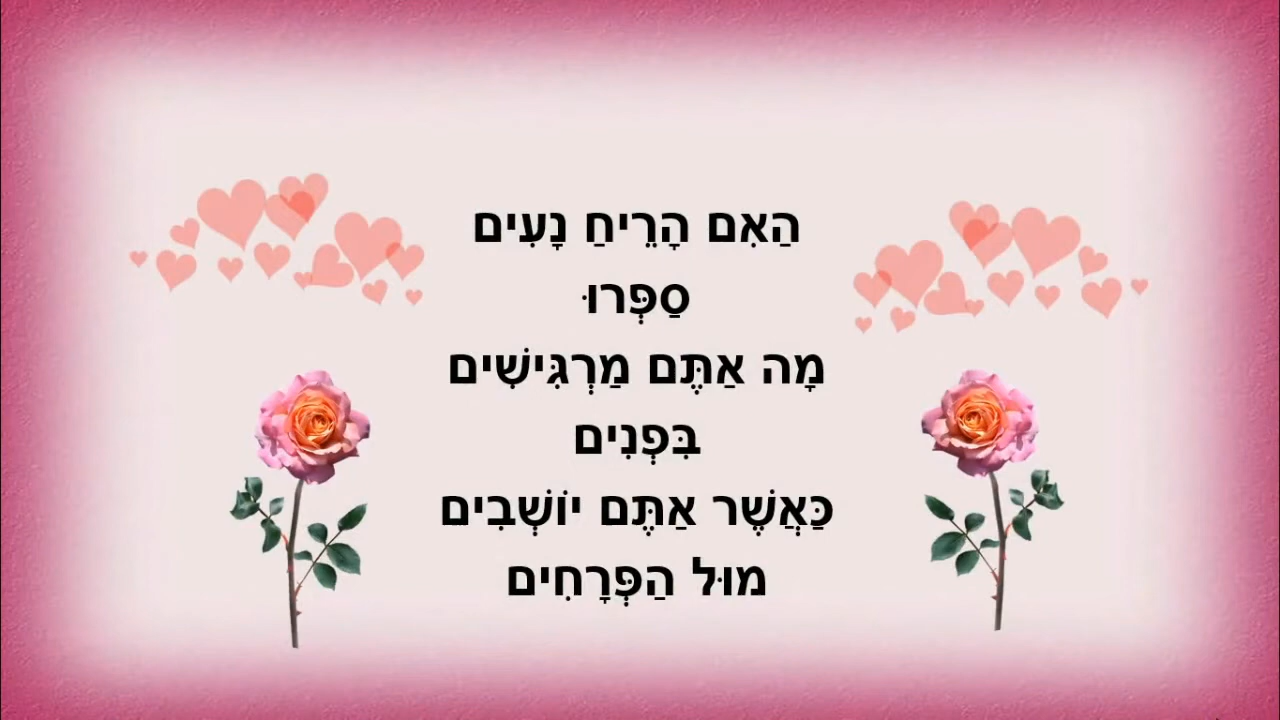 הַאִם הָרֵיחַ נָעִים
סַפְּרוּ
מָה אַתֶּם מַרְגִּישִׁים
בִּפְנִים
כַּאֲשֶׁר אַתֶּם יוֹשְׁבִים
מוּל הַפְּרָחִים